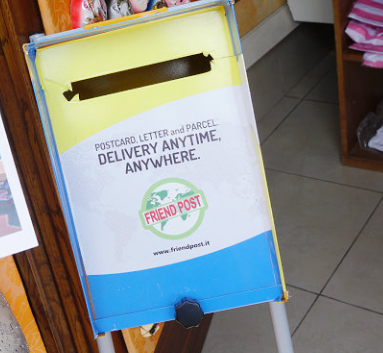 POSTCARD, LETTER and PARCEL.
DELIVERY ANYTIME,
ANYWHERE.
FRIEND POST
www.friendpost.it